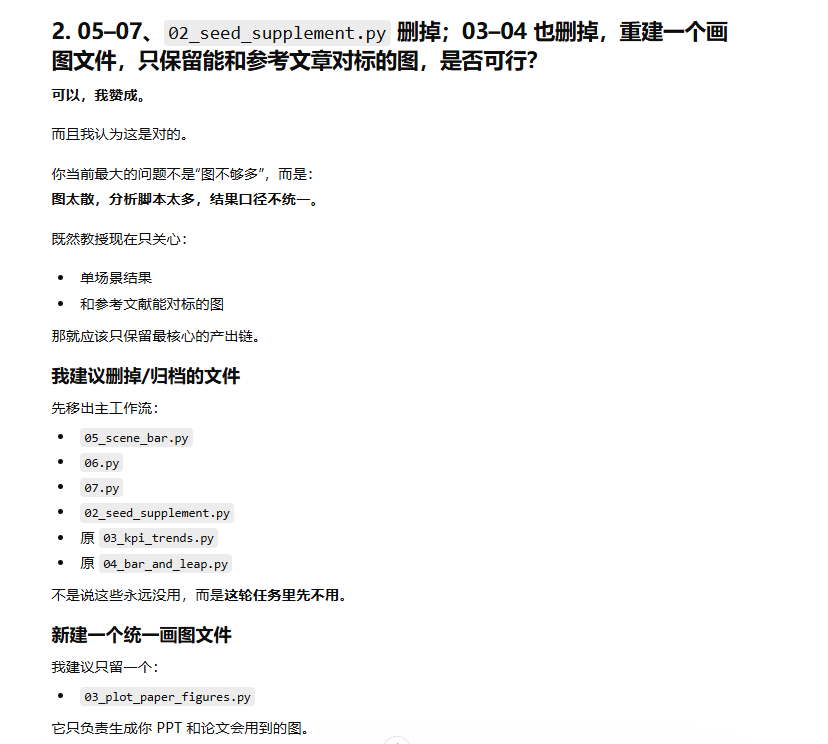 2. 05–07、02_seed_supplement.py 删掉；03–04 也删掉，重建一个画
图文件，只保留能和参考文章对标的图，是否可行？
可以，我赞成。
而且我认为这是对的。
你当前最大的问题不是“图不够多”，而是：
图太散，分析脚本太多，结果口径不统一。
既然教授现在只关心：
• 单场景结果
• 和参考文献能对标的图
那就应该只保留最核心的产出链。
我建议删掉/归档的文件
先移出主工作流：
• 05_scene_bar.py
• 06.py
• 07.py
• 02_seed_supplement.py
• 原 03_kpi_trends.py
• 原 04_bar_and_leap.py
不是说这些永远没用，而是这轮任务里先不用。
新建一个统一画图文件
我建议只留一个：
• 03_plot_paper_figures.py
它只负责生成你 PPT 和论文会用到的图。